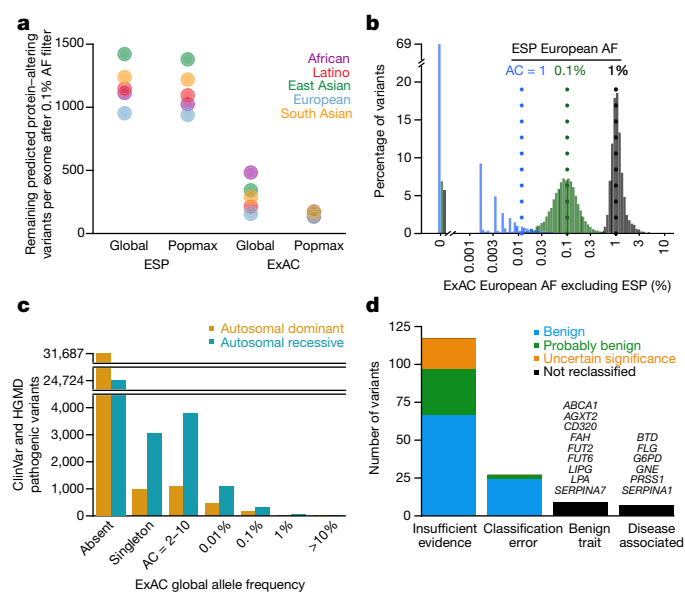 a
Remaining predicted protein–altering
variants per exome after 0.1% AF filter
1500
1000
500
0
African
Latino
East Asian
European
South Asian
Global
Popmax
Global
Popmax
ESP
ExAC
b
Percentage of variants
69
20
15
10
5
0
ESP European AF
AC = 1
0.1%
1%
0
0.001
0.003
0.01
0.03
0.1
0.3
1
3
10
ExAC European AF excluding ESP (%)
c
ClinVar and HGMD
pathogenic variants
Autosomal dominant
Autosomal recessive
31,687
24,724
4,000
3,000
2,000
1,000
0
Absent
Singleton
AC = 2–10
0.01%
0.1%
1%
>10%
ExAC global allele frequency
d
Number of variants
125
100
75
50
25
0
Benign
Probably benign
Uncertain significance
Not reclassified
ABCA1
AGXT2
CD320
FAH
FUT2
FUT6
LIPG
LPA
SERPINA7
BTD
FLG
G6PD
GNE
PRSS1
SERPINA1
Insufficient
evidence
Classification
error
Benign
trait
Disease
associated